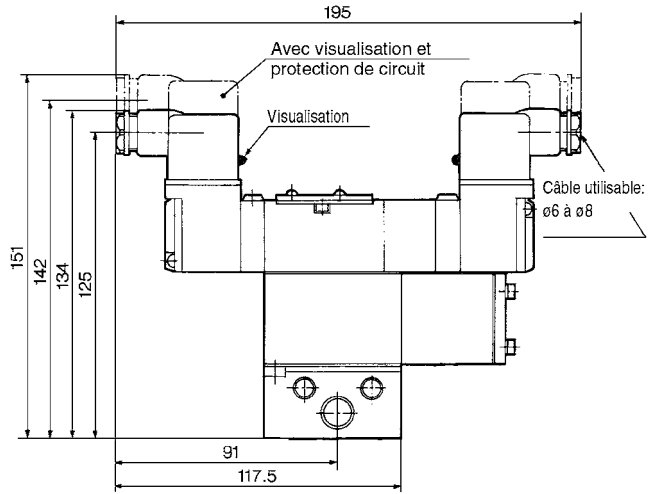 195
Avec visualisation et
protection de circuit
Visualisation
Câble utilisable:
ø6 à ø8
151
142
134
125
91
117.5